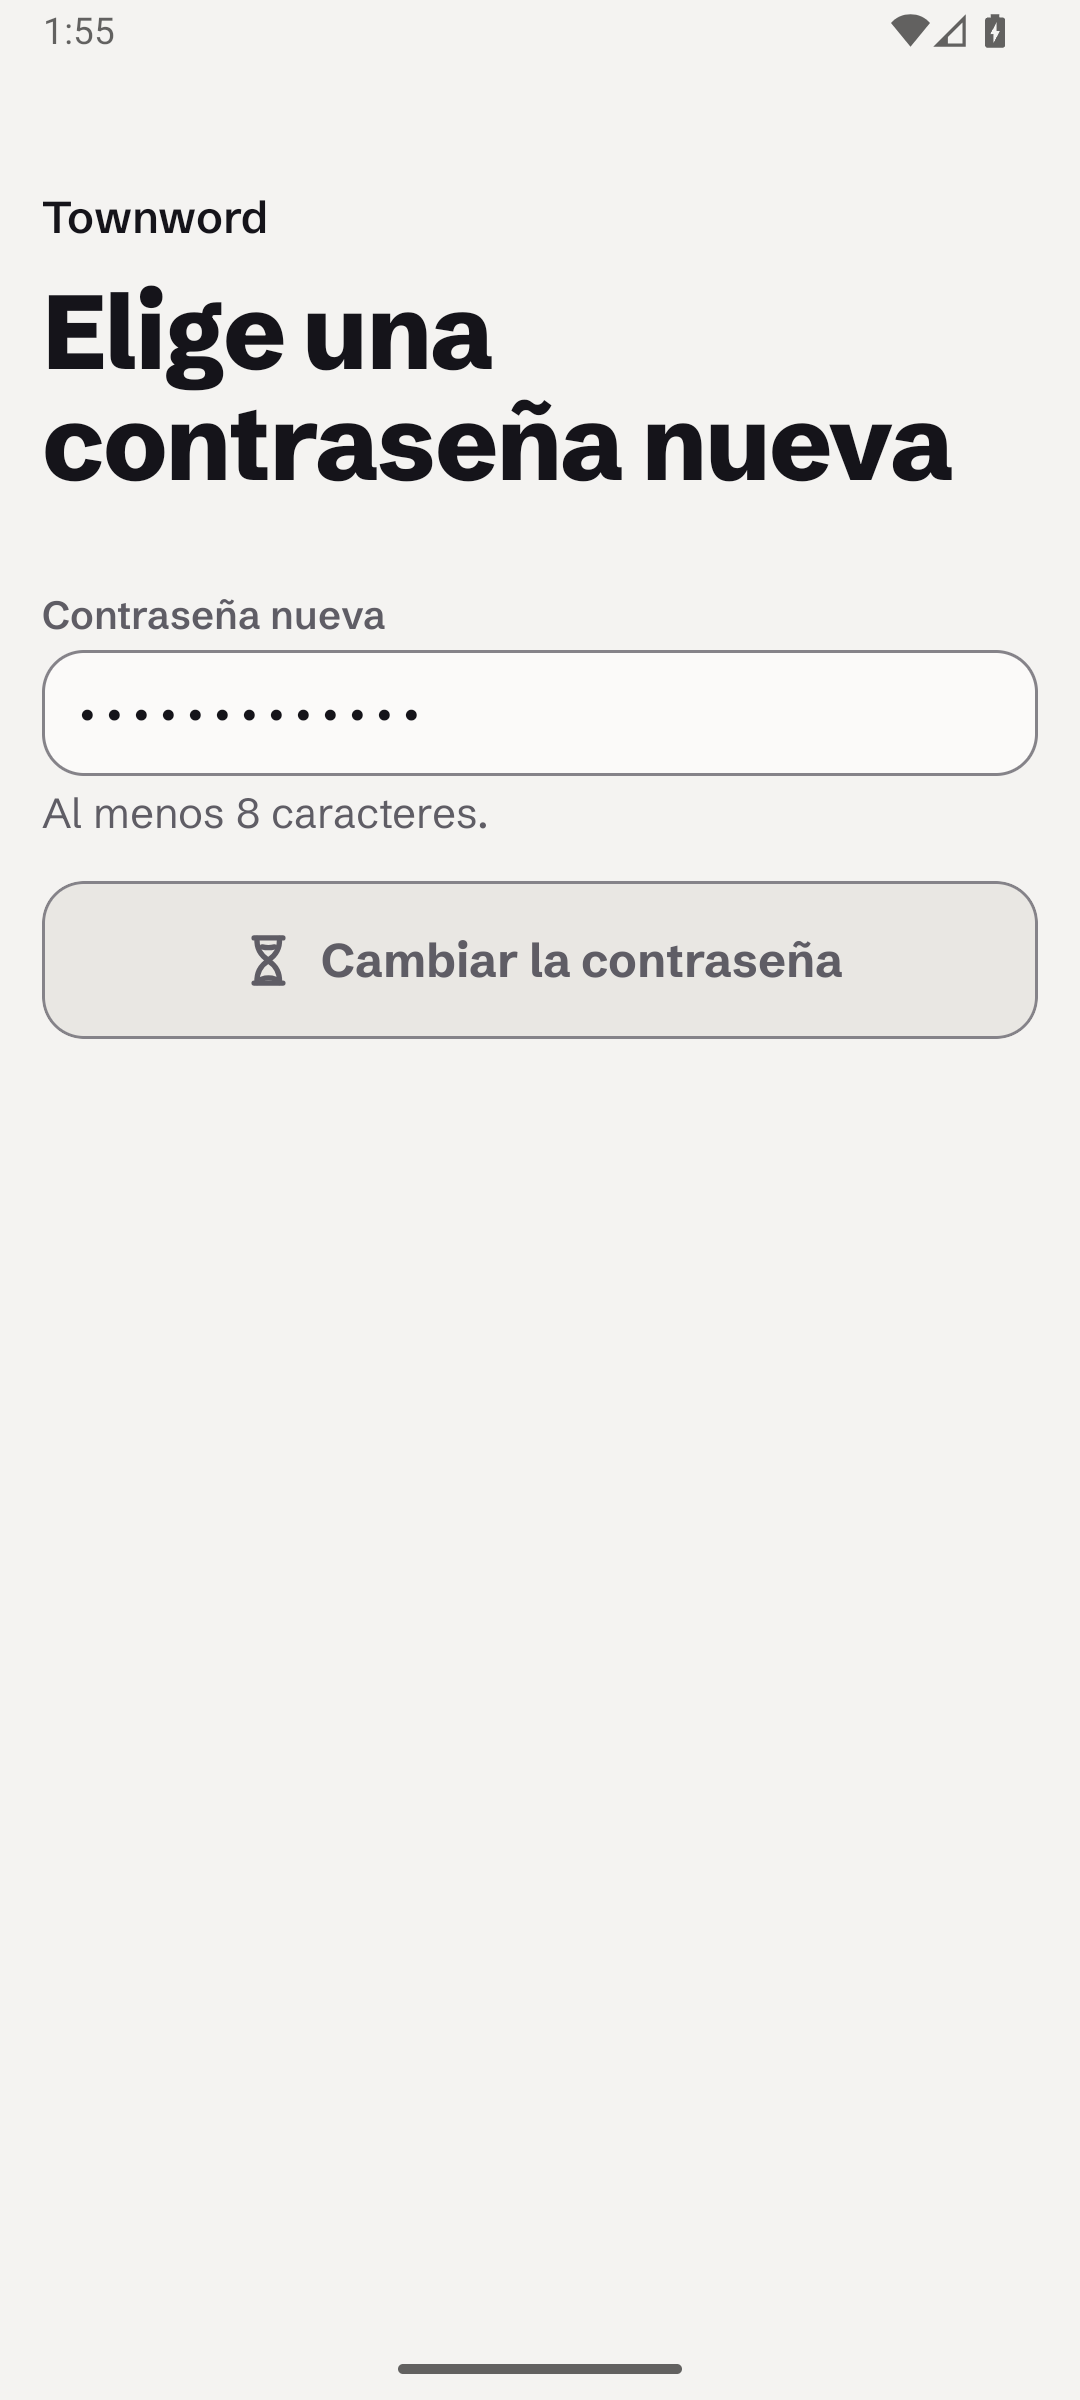 1:55
Townword
Elige una
contraseña nueva
Contraseña nueva
•••••••••••••
Al menos 8 caracteres.
Cambiar la contraseña